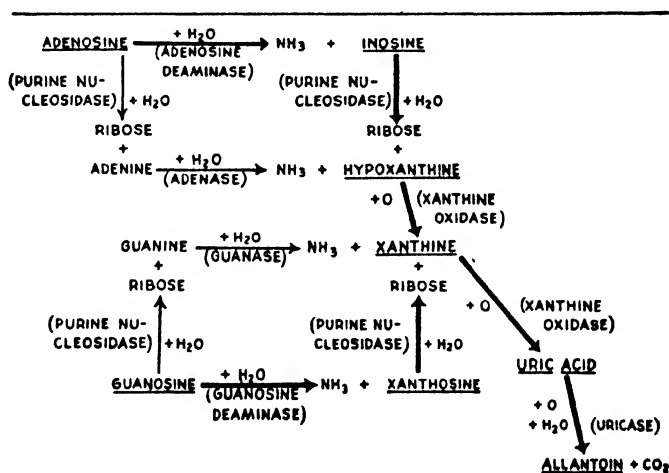 ADENOSINE + H2O NH3 + INOSINE
(ADENOSINE
DEAMINASE)
(PURINE NU-
CLEOSIDASE) + H2O
(PURINE NU-
CLEOSIDASE) + H2O
RIBOSE RIBOSE
+ +
ADENINE + H2O NH3 + HYPOXANTHINE
(ADENASE)
+O (XANTHINE
OXIDASE)
GUANINE + H2O NH3 + XANTHINE
(GUANASE)
+ +
RIBOSE RIBOSE
+O (XANTHINE
OXIDASE)
(PURINE NU-
CLEOSIDASE) + H2O
(PURINE NU-
CLEOSIDASE) + H2O
URIC ACID
GUANOSINE + H2O NH3 + XANTHOSINE
(GUANOSINE
DEAMINASE)
+ O
+ H2O (URICASE)
ALLANTOIN + CO2